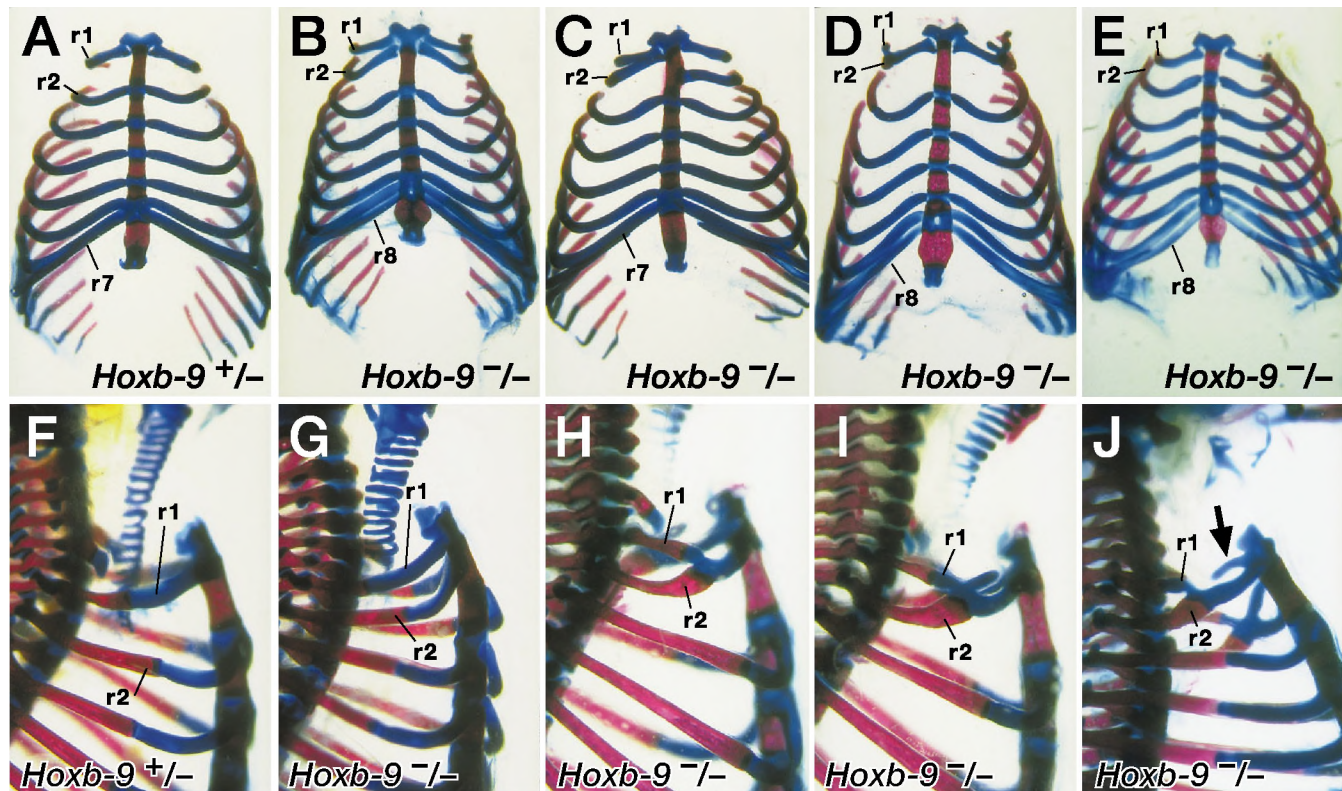 A
r1
r2
r7
Hoxb-9 +/–
B
r1
r2
r8
Hoxb-9 –/–
C
r1
r2
r7
Hoxb-9 –/–
D
r1
r2
r8
Hoxb-9 –/–
E
r1
r2
r8
Hoxb-9 –/–
F
r1
r2
Hoxb-9 +/–
G
r1
r2
Hoxb-9 –/–
H
r1
r2
Hoxb-9 –/–
I
r1
r2
Hoxb-9 –/–
J
r1
r2
Hoxb-9 –/–